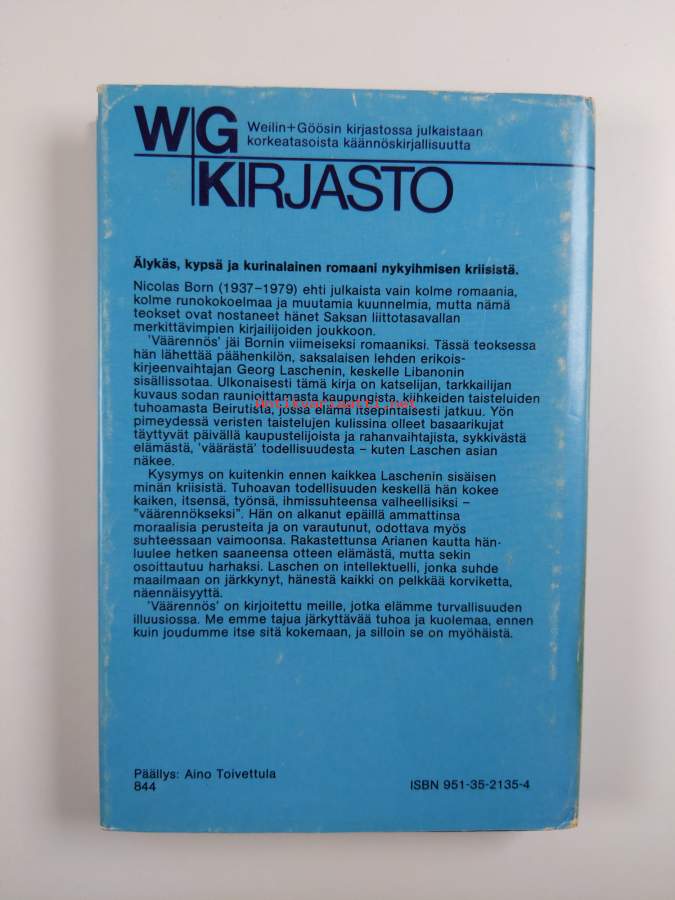 W+G
Weilin+Göösin kirjastossa julkaistaan
korkeatasoista käännöskirjallisuutta
KIRJASTO
Älykäs, kypsä ja kurinalainen romaani nykyihmisen kriisistä.
Nicolas Born (1937–1979) ehti julkaista vain kolme romaania,
kolme runokokoelmaa ja muutamia kuunnelmia, mutta nämä
teokset ovat nostaneet hänet Saksan liittotasavallan
merkittävimpien kirjailijoiden joukkoon.
'Väärennös' jäi Bornin viimeiseksi romaaniksi. Tässä teoksessa
hän lähettää päähenkilön, saksalaisen lehden erikois-
kirjeenvaihtajan Georg Laschenin, keskelle Libanonin
sisällissotaa. Ulkonaisesti tämä kirja on katselijan, tarkkailijan
kuvaus sodan raunioittamasta kaupungista, kiihkeiden taisteluiden
tuhoamasta Beirutista, jossa elämä itsepintaisesti jatkuu. Yön
pimeydessä veristen taistelujen kulissina olleet basaarikujat
täyttyvät päivällä kaupustelijoista ja rahanvaihtajista, sykkivästä
elämästä, 'väärästä' todellisuudesta – kuten Laschen asian
näkee.
Kysymys on kuitenkin ennen kaikkea Laschenin sisäisen
minän kriisistä. Tuhoavan todellisuuden keskellä hän kokee
kaiken, itsensä, työnsä, ihmissuhteensa valheellisiksi –
"väärennökseksi". Hän on alkanut epäillä ammattinsa
moraalisia perusteita ja on varautunut, odottava myös
suhteessaan vaimoonsa. Rakastettunsa Arianen kautta hän-
luulee hetken saaneensa otteen elämästä, mutta sekin
osoittautuu harhaksi. Laschen on intellektuelli, jonka suhde
maailmaan on järkkynyt, hänestä kaikki on pelkkää korviketta,
näennäisyyttä.
'Väärennös' on kirjoitettu meille, jotka elämme turvallisuuden
illuusiossa. Me emme tajua järkyttävää tuhoa ja kuolemaa, ennen
kuin joudumme itse sitä kokemaan, ja silloin se on myöhäistä.
Päällys: Aino Toivettula
844
ISBN 951-35-2135-4